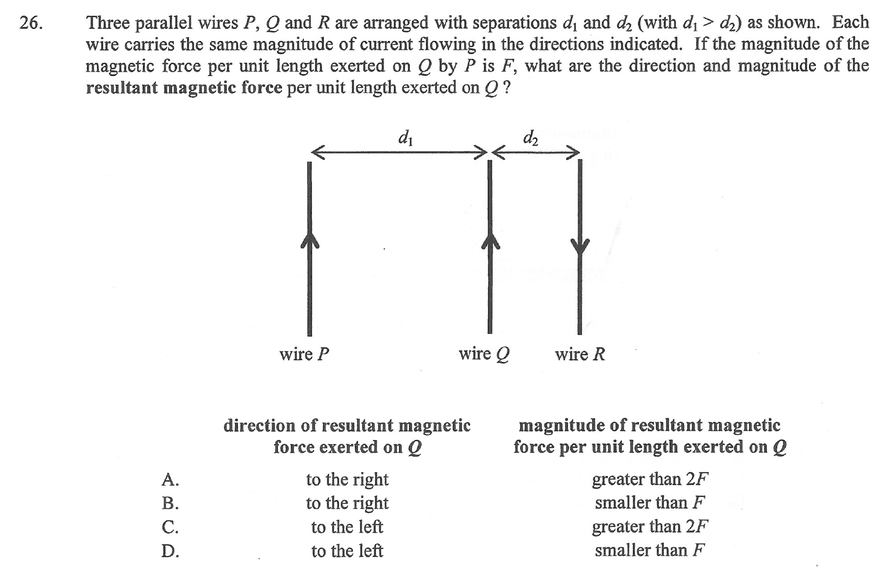 26. Three parallel wires P, Q and R are arranged with separations d₁ and d₂ (with d₁ > d₂) as shown. Each
wire carries the same magnitude of current flowing in the directions indicated. If the magnitude of the
magnetic force per unit length exerted on Q by P is F, what are the direction and magnitude of the
resultant magnetic force per unit length exerted on Q ?
d₁ d₂
wire P wire Q wire R
direction of resultant magnetic magnitude of resultant magnetic
force exerted on Q force per unit length exerted on Q
A. to the right greater than 2F
B. to the right smaller than F
C. to the left greater than 2F
D. to the left smaller than F